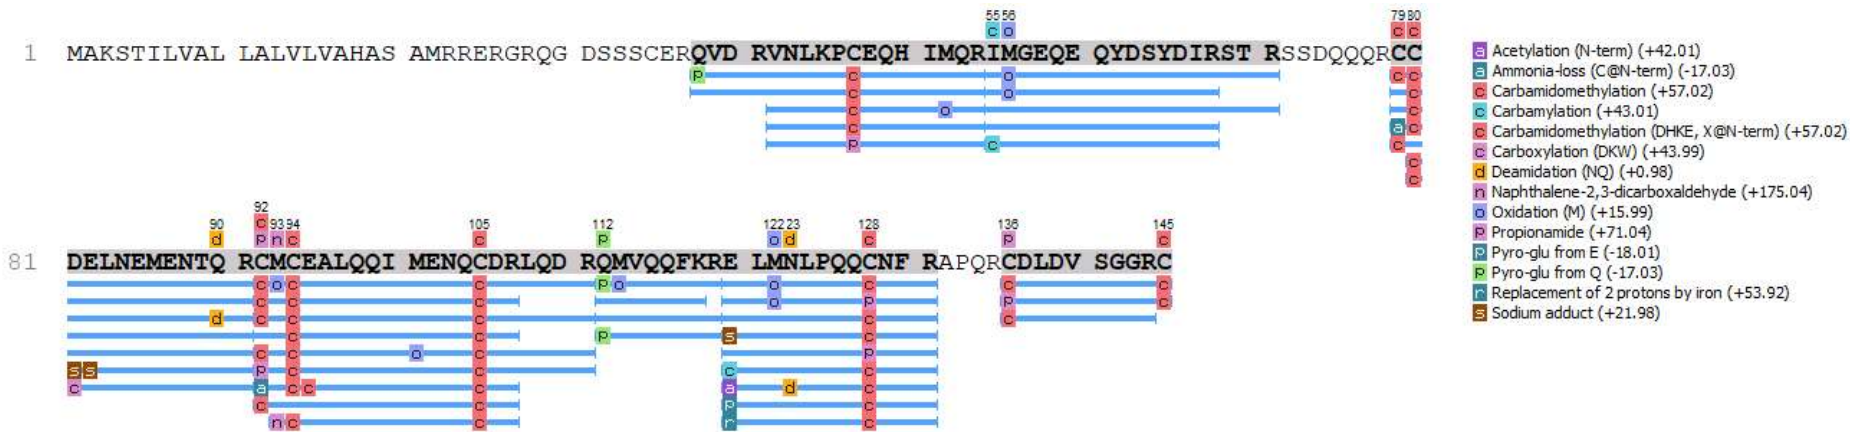 55 56 79 80
c o c c
1 MAKSTILVAL LALVLVAHAS AMRRERGRQG DSSSCERQVD RVNLKPCEQH IMQRIMGEQE QYDSYDIRST RSSDQQQRCC
p c o c c
c o c
c o c
c a c
p c c
c
c
92
90 c 93 94 105 112 122 23 128 136 145
d p n c c p o d c p c
81 DELNEMENTQ RCMCEALQQI MENQCDRLQD RQMVQQFKRE LMNLPQQCNF RAPQRCDLDV SGGRC
c o c c p o o c c c
c c c o p p c
d c c c c c
c c p s c
c c o c p
s s p c c c c
c a c c c a d c
c c c p c
n c c r c
a Acetylation (N-term) (+42.01)
a Ammonia-loss (C@N-term) (-17.03)
c Carbamidomethylation (+57.02)
c Carbamylation (+43.01)
c Carbamidomethylation (DHKE, X@N-term) (+57.02)
c Carboxylation (DKW) (+43.99)
d Deamidation (NQ) (+0.98)
n Naphthalene-2,3-dicarboxaldehyde (+175.04)
o Oxidation (M) (+15.99)
p Propionamide (+71.04)
p Pyro-glu from E (-18.01)
p Pyro-glu from Q (-17.03)
r Replacement of 2 protons by iron (+53.92)
s Sodium adduct (+21.98)